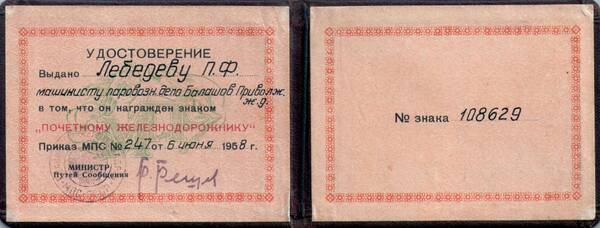 УДОСТОВЕРЕНИЕ
Выдано Лебедеву П.Ф.
машинисту паровозн. депо Балашов Приволж.
ж.д.
в том, что он награжден знаком
"ПОЧЕТНОМУ ЖЕЛЕЗНОДОРОЖНИКУ"
Приказ МПС № 247 от 6 июня 1958 г.
МИНИСТР
Путей Сообщения
№ знака 108629